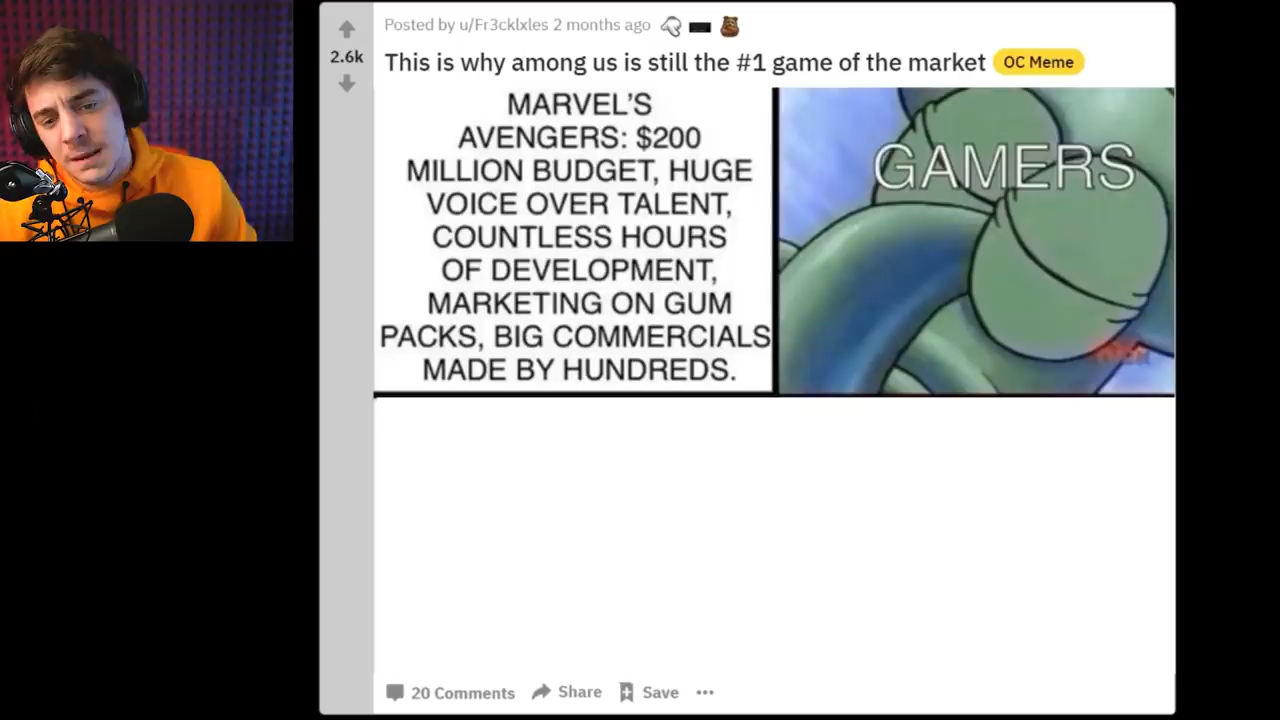 Posted by u/Fr3cklxles 2 months ago
2.6k
This is why among us is still the #1 game of the market
OC Meme
MARVEL'S
AVENGERS: $200
MILLION BUDGET, HUGE
VOICE OVER TALENT,
COUNTLESS HOURS
OF DEVELOPMENT,
MARKETING ON GUM
PACKS, BIG COMMERCIALS
MADE BY HUNDREDS.
GAMERS
20 Comments
Share
Save